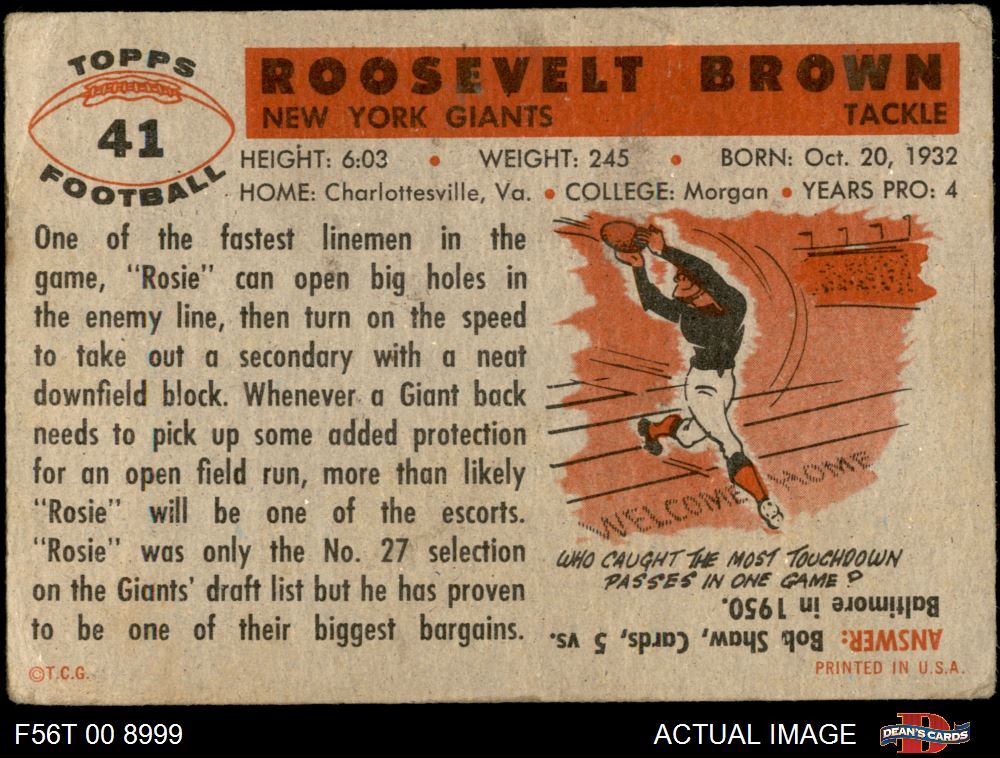 TOPPS
41
FOOTBALL
ROOSEVELT BROWN
NEW YORK GIANTS TACKLE
HEIGHT: 6:03 • WEIGHT: 245 • BORN: Oct. 20, 1932
HOME: Charlottesville, Va. • COLLEGE: Morgan • YEARS PRO: 4
One of the fastest linemen in the
game, "Rosie" can open big holes in
the enemy line, then turn on the speed
to take out a secondary with a neat
downfield block. Whenever a Giant back
needs to pick up some added protection
for an open field run, more than likely
"Rosie" will be one of the escorts.
"Rosie" was only the No. 27 selection
on the Giants' draft list but he has proven
to be one of their biggest bargains.
WELCOME HOME
WHO CAUGHT THE MOST TOUCHDOWN
PASSES IN ONE GAME?
ANSWER: Bob Shaw, Cards, 5 vs.
Baltimore in 1950.
©T.C.G.
PRINTED IN U.S.A.
F56T 00 8999
ACTUAL IMAGE
D
DEAN'S CARDS